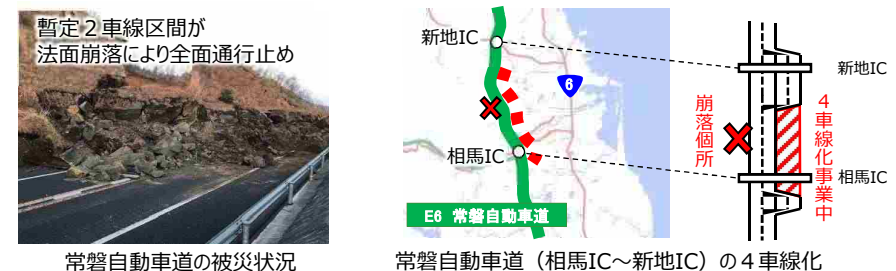 暫定２車線区間が
法面崩落により全面通行止め
常磐自動車道の被災状況
新地IC
6
相馬IC
E6 常磐自動車道
新地IC
崩落個所
４車線化事業中
相馬IC
常磐自動車道（相馬IC～新地IC）の４車線化